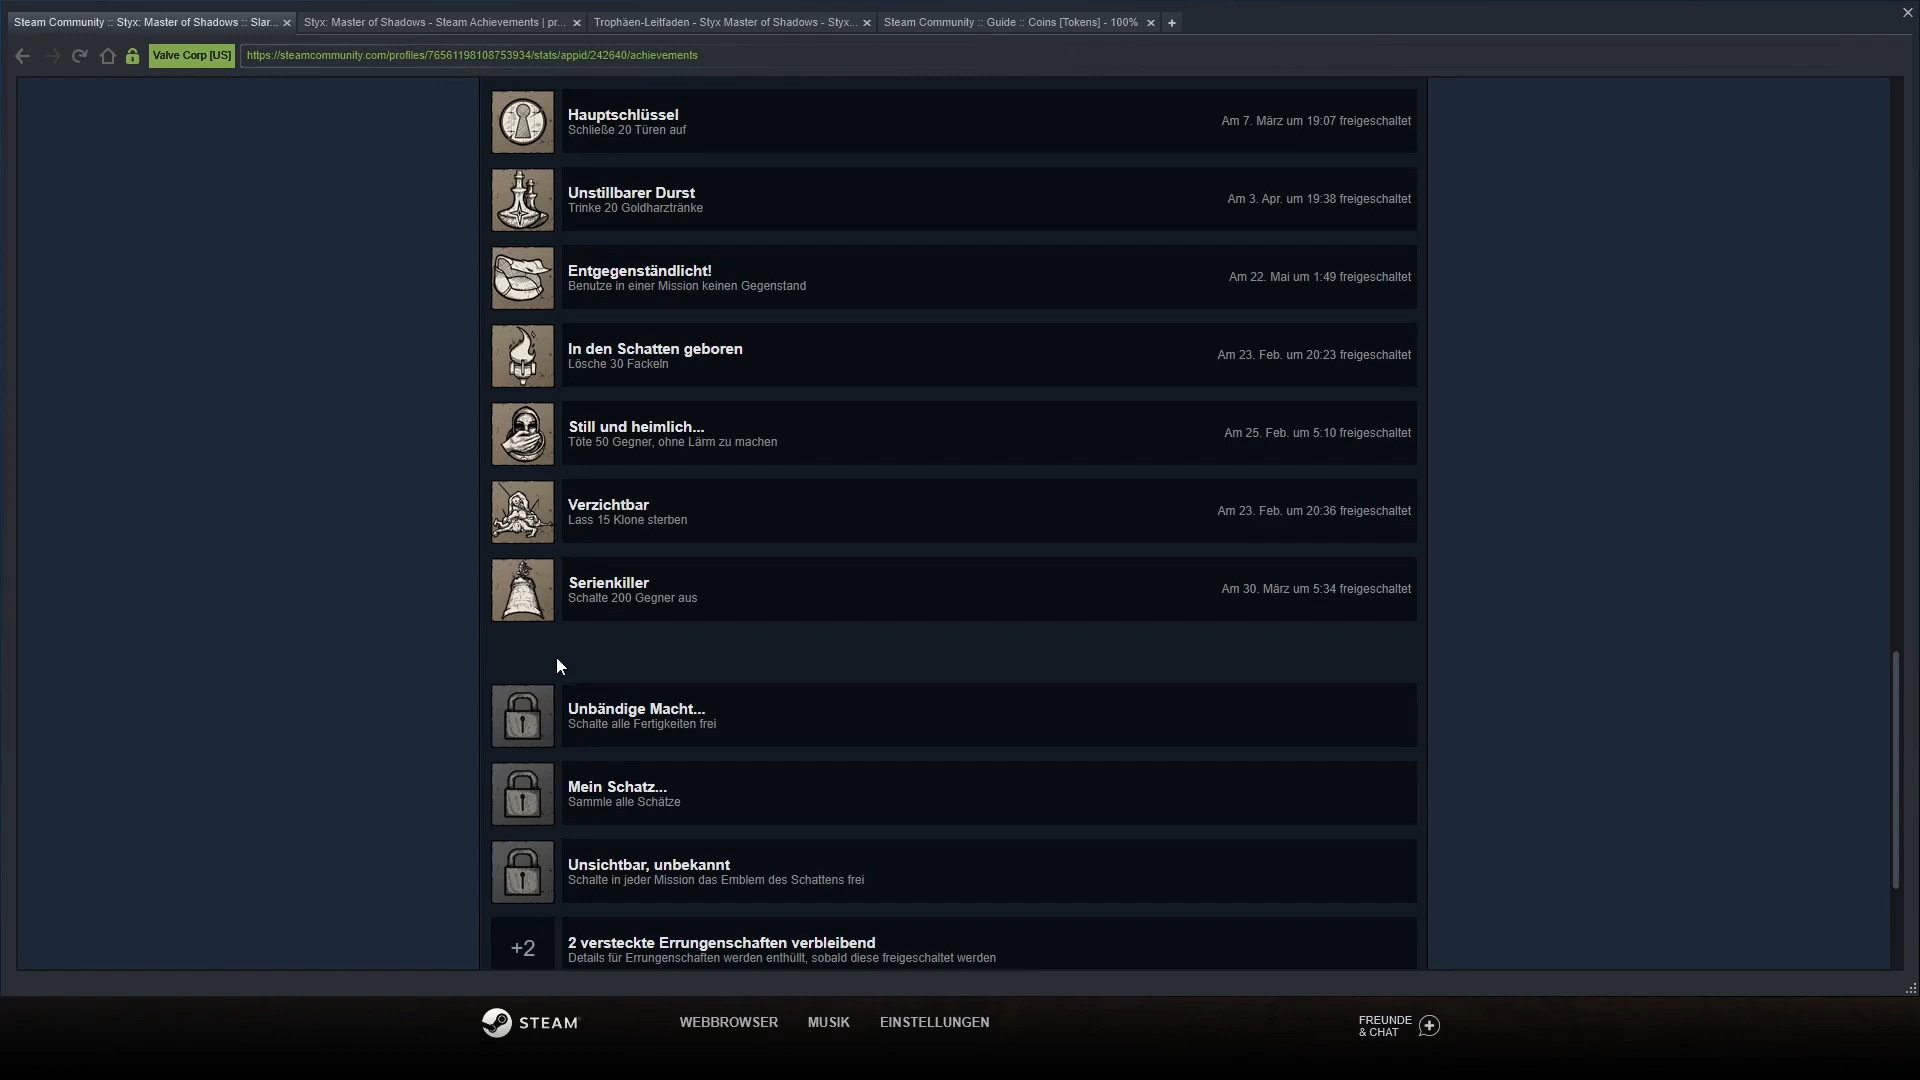 Steam Community :: Styx: Master of Shadows :: Slar...
Styx: Master of Shadows - Steam Achievements | pr...
Trophäen-Leitfaden - Styx Master of Shadows - Styx...
Steam Community :: Guide :: Coins [Tokens] - 100%
Valve Corp [US]
https://steamcommunity.com/profiles/76561198108753934/stats/appid/242640/achievements
Hauptschlüssel
Schließe 20 Türen auf
Am 7. März um 19:07 freigeschaltet
Unstillbarer Durst
Trinke 20 Goldharztränke
Am 3. Apr. um 19:38 freigeschaltet
Entgegenständlicht!
Benutze in einer Mission keinen Gegenstand
Am 22. Mai um 1:49 freigeschaltet
In den Schatten geboren
Lösche 30 Fackeln
Am 23. Feb. um 20:23 freigeschaltet
Still und heimlich...
Töte 50 Gegner, ohne Lärm zu machen
Am 25. Feb. um 5:10 freigeschaltet
Verzichtbar
Lass 15 Klone sterben
Am 23. Feb. um 20:36 freigeschaltet
Serienkiller
Schalte 200 Gegner aus
Am 30. März um 5:34 freigeschaltet
Unbändige Macht...
Schalte alle Fertigkeiten frei
Mein Schatz...
Sammle alle Schätze
Unsichtbar, unbekannt
Schalte in jeder Mission das Emblem des Schattens frei
+2
2 versteckte Errungenschaften verbleibend
Details für Errungenschaften werden enthüllt, sobald diese freigeschaltet werden
STEAM
WEBBROWSER
MUSIK
EINSTELLUNGEN
FREUNDE
& CHAT